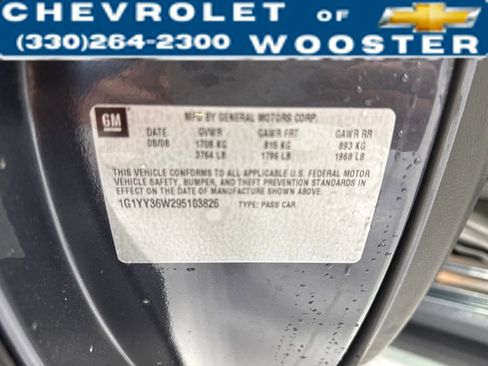 CHEVROLET OF WOOSTER
(330)264-2300
GM
MFD BY GENERAL MOTORS CORP.
DATE GVWR GAWR FRT GAWR RR
08/08 1708 KG 815 KG 893 KG
3764 LB 1796 LB 1968 LB
THIS VEHICLE CONFORMS TO ALL APPLICABLE U.S. FEDERAL MOTOR
VEHICLE SAFETY, BUMPER, AND THEFT PREVENTION STANDARDS IN
EFFECT ON THE DATE OF MANUFACTURE SHOWN ABOVE.
1G1YY36W295103826 TYPE: PASS CAR